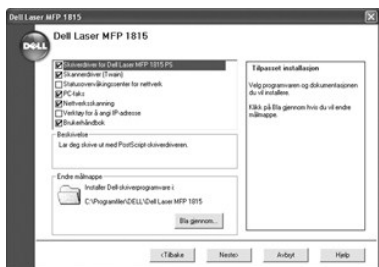 Dell Laser MFP 1815
DELL
Dell Laser MFP 1815
Skriverdriver for Dell Laser MFP 1815 PS
Skannerdriver (Twain)
Statusovervåkingssenter for nettverk
PC-faks
Nettverksskanning
Verktøy for å angi IP-adresse
Brukerhåndbok
Tilpasset installasjon
Velg programvaren og dokumentasjonen
du vil installere.
Klikk på Bla gjennom hvis du vil endre
målmappe.
Beskrivelse
Lar deg skrive ut med PostScript-skriverdriveren.
Endre målmappe
Installer Dell-skriverprogramvare i:
C:\Programfiler\DELL\Dell Laser MFP 1815
Bla gjennom...
<Tilbake
Neste>
Avbryt
Hjelp